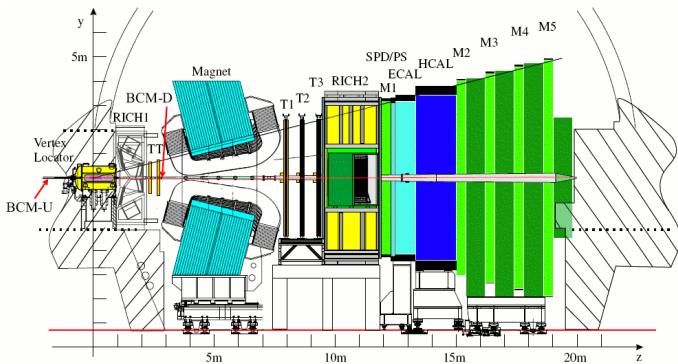 y
5m
Magnet
BCM-D
RICH1
TT
Vertex
Locator
BCM-U
T1
T2
T3
RICH2
SPD/PS
M1
ECAL
HCAL
M2
M3
M4
M5
5m
10m
15m
20m
z